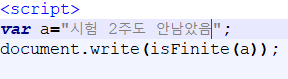 <script>
var a="시험 2주도 안남았음";
document.write(isFinite(a));